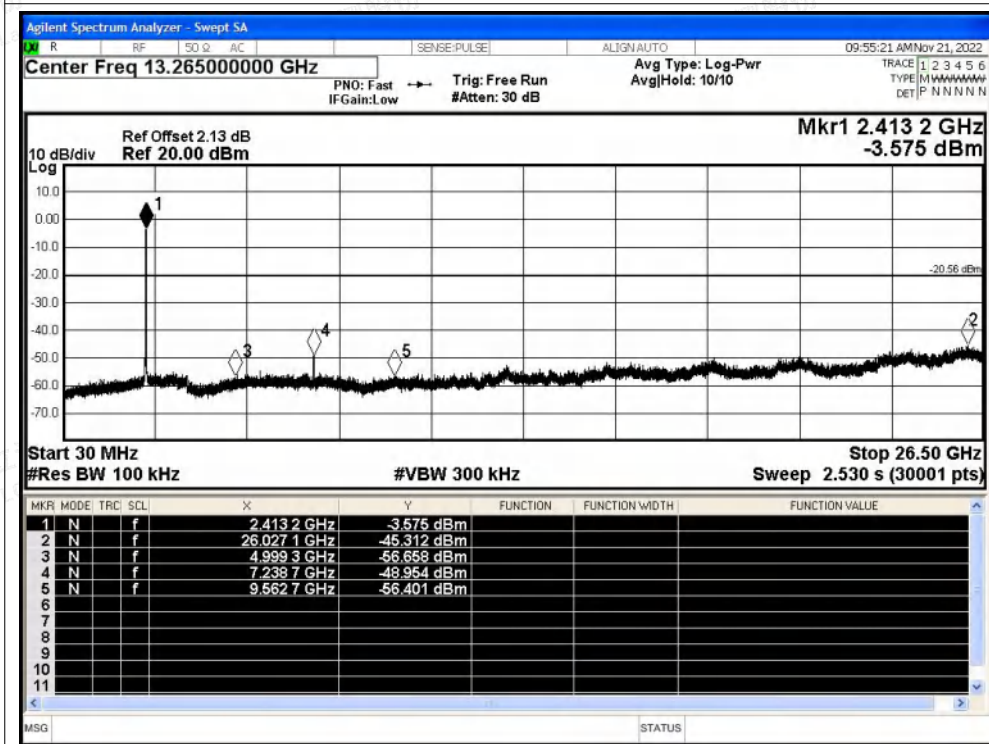 Agilent Spectrum Analyzer - Swept SA
R RF 50 Ω AC SENSE:PULSE ALIGN AUTO 09:55:21 AM Nov 21, 2022
Center Freq 13.265000000 GHz
PNO: Fast
IFGain:Low
Trig: Free Run
#Atten: 30 dB
Avg Type: Log-Pwr
Avg|Hold: 10/10
TRACE 1 2 3 4 5 6
TYPE M WWWWW
DET P N N N N N
Mkr1 2.413 2 GHz
-3.575 dBm
Ref Offset 2.13 dB
10 dB/div Ref 20.00 dBm
Log
10.0
0.00
-10.0
-20.0
-30.0
-40.0
-50.0
-60.0
-70.0
1
-20.56 dBm
2
3
4
5
Start 30 MHz Stop 26.50 GHz
#Res BW 100 kHz #VBW 300 kHz Sweep 2.530 s (30001 pts)
MKR MODE TRC SCL X Y FUNCTION FUNCTION WIDTH FUNCTION VALUE
1 N f 2.413 2 GHz -3.575 dBm
2 N f 26.027 1 GHz -45.312 dBm
3 N f 4.999 3 GHz -56.658 dBm
4 N f 7.238 7 GHz -48.954 dBm
5 N f 9.562 7 GHz -56.401 dBm
6
7
8
9
10
11
MSG STATUS